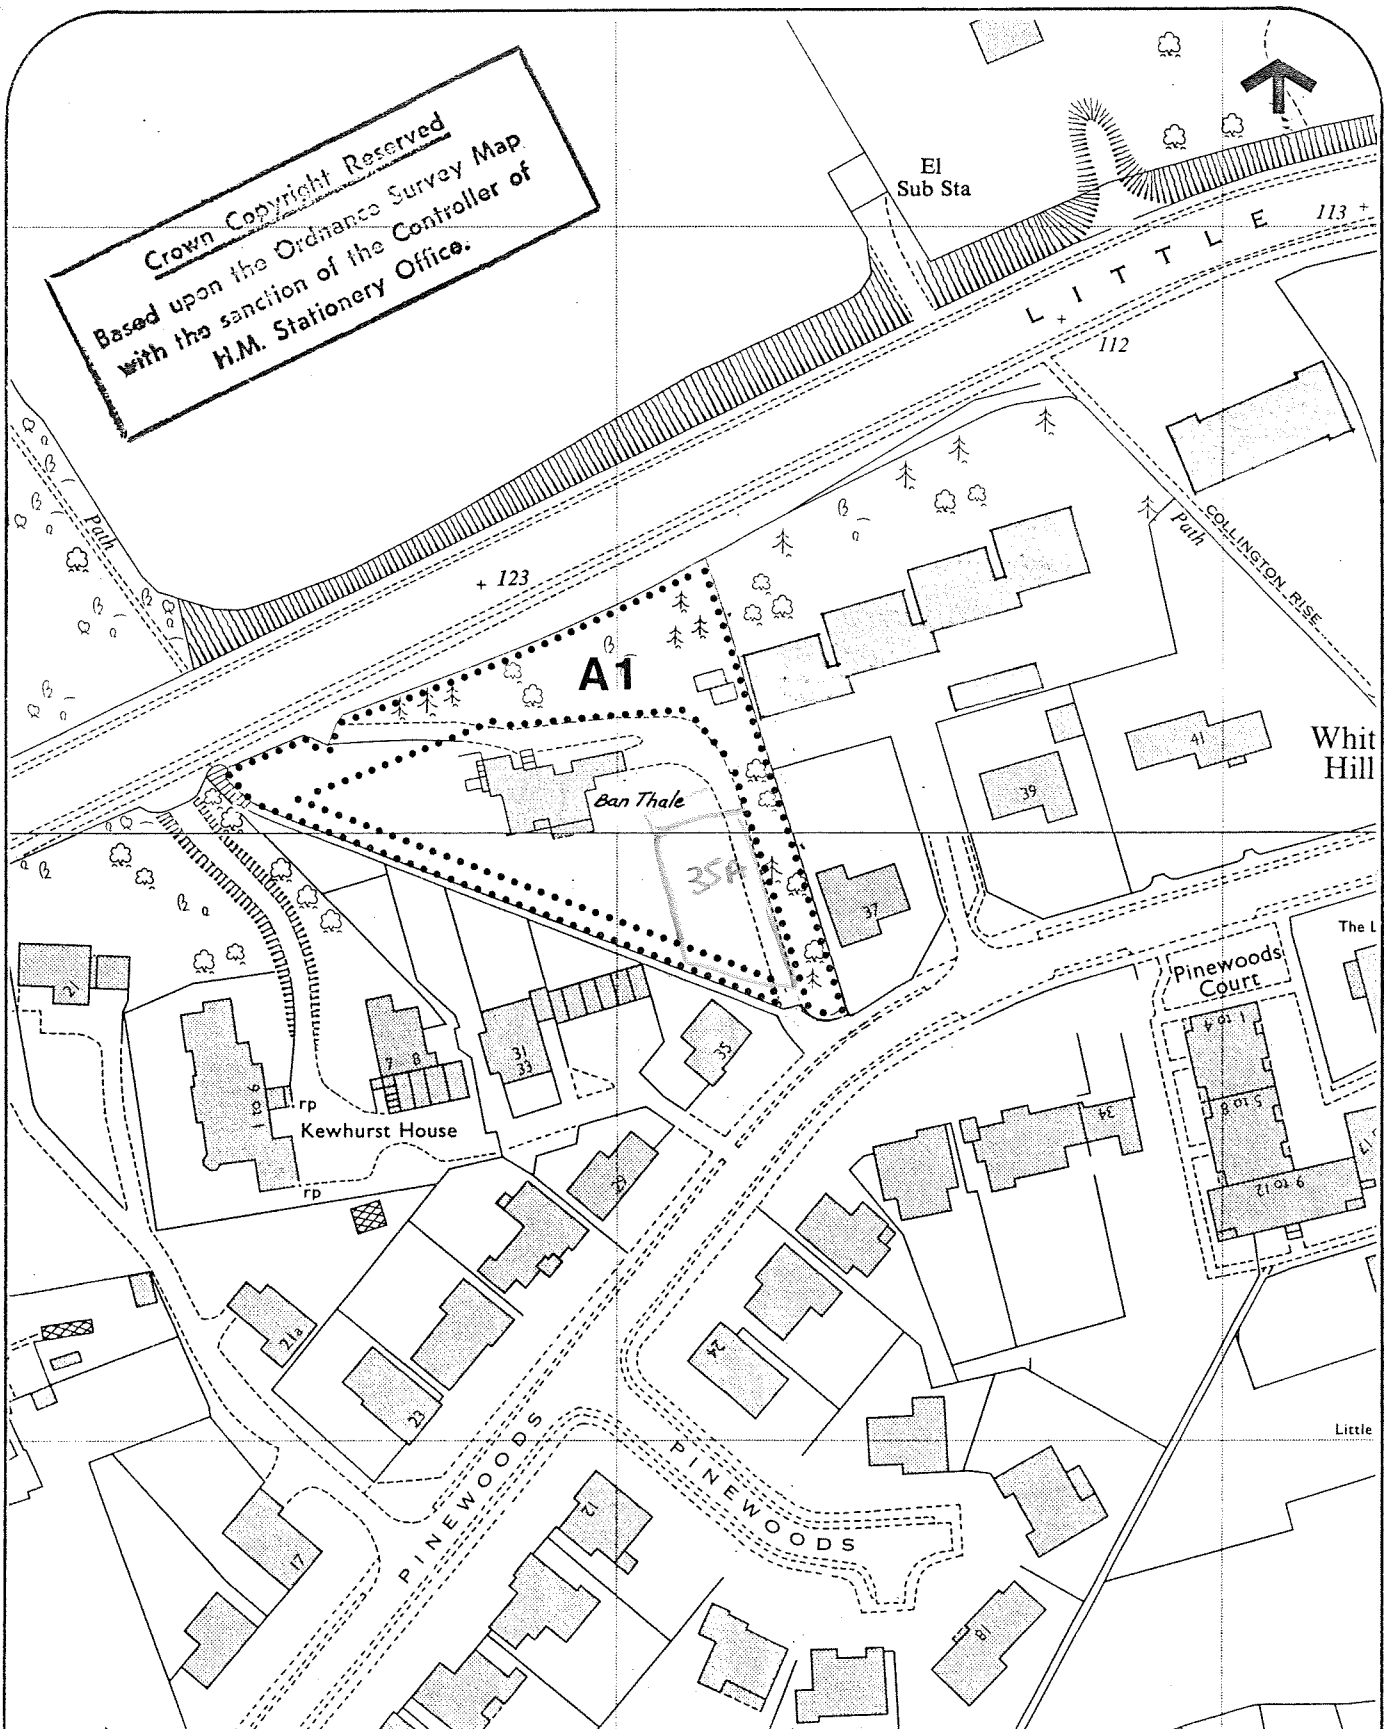 Crown Copyright Reserved
Based upon the Ordnance Survey Map
with the sanction of the Controller of
H.M. Stationery Office.
El
Sub Sta
LITTLE
113
112
Path
123
COLLINGTON RISE
Path
A1
Ban Thale
41
39
Whit
Hill
35A
37
The L
Pinewoods
Court
21
1 to 4
5 to 8
9 to 12
17
7 8
31
33
35
34
1 to 6
rp
Kewhurst House
rp
29
21a
23
24
Little
PINEWOODS
PINEWOODS
12
17
18